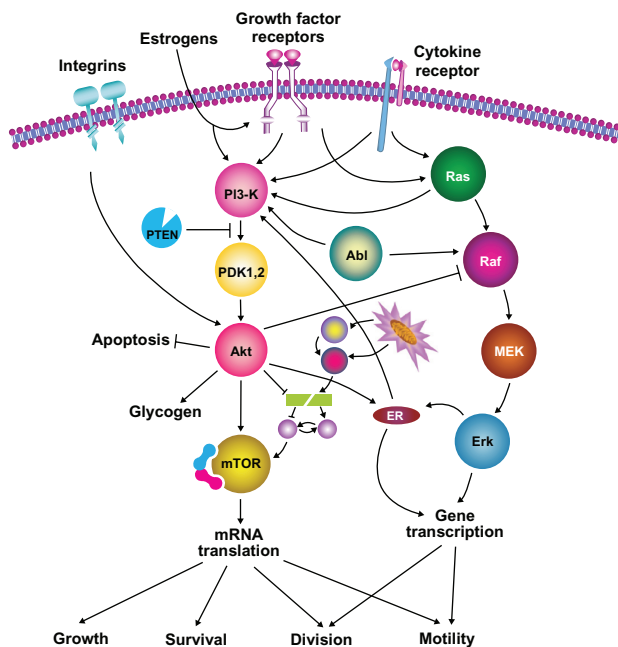 Growth factor
receptors
Estrogens
Cytokine
receptor
Integrins
Ras
PI3-K
PTEN
Abl
Raf
PDK1,2
Apoptosis
Akt
MEK
Glycogen
ER
Erk
mTOR
Gene
transcription
mRNA
translation
Growth
Survival
Division
Motility